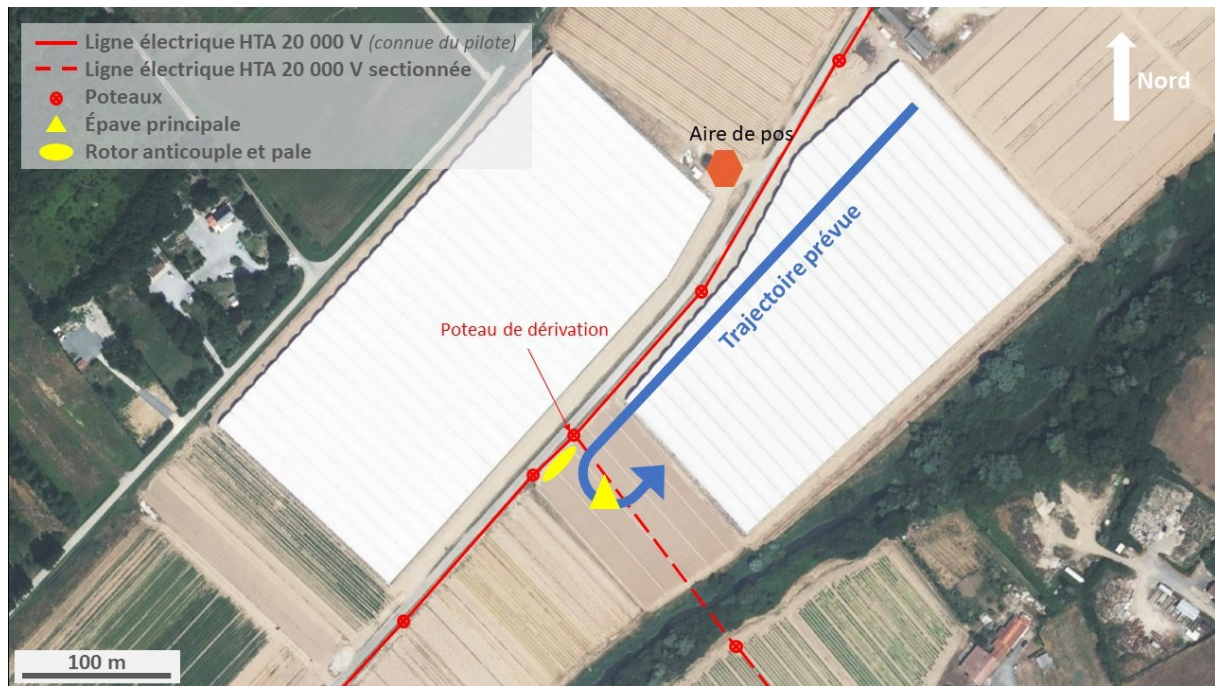 Ligne électrique HTA 20 000 V (connue du pilote)
Ligne électrique HTA 20 000 V sectionnée
Poteaux
Épave principale
Rotor anticouple et pale
Nord
Aire de pos
Trajectoire prévue
Poteau de dérivation
100 m